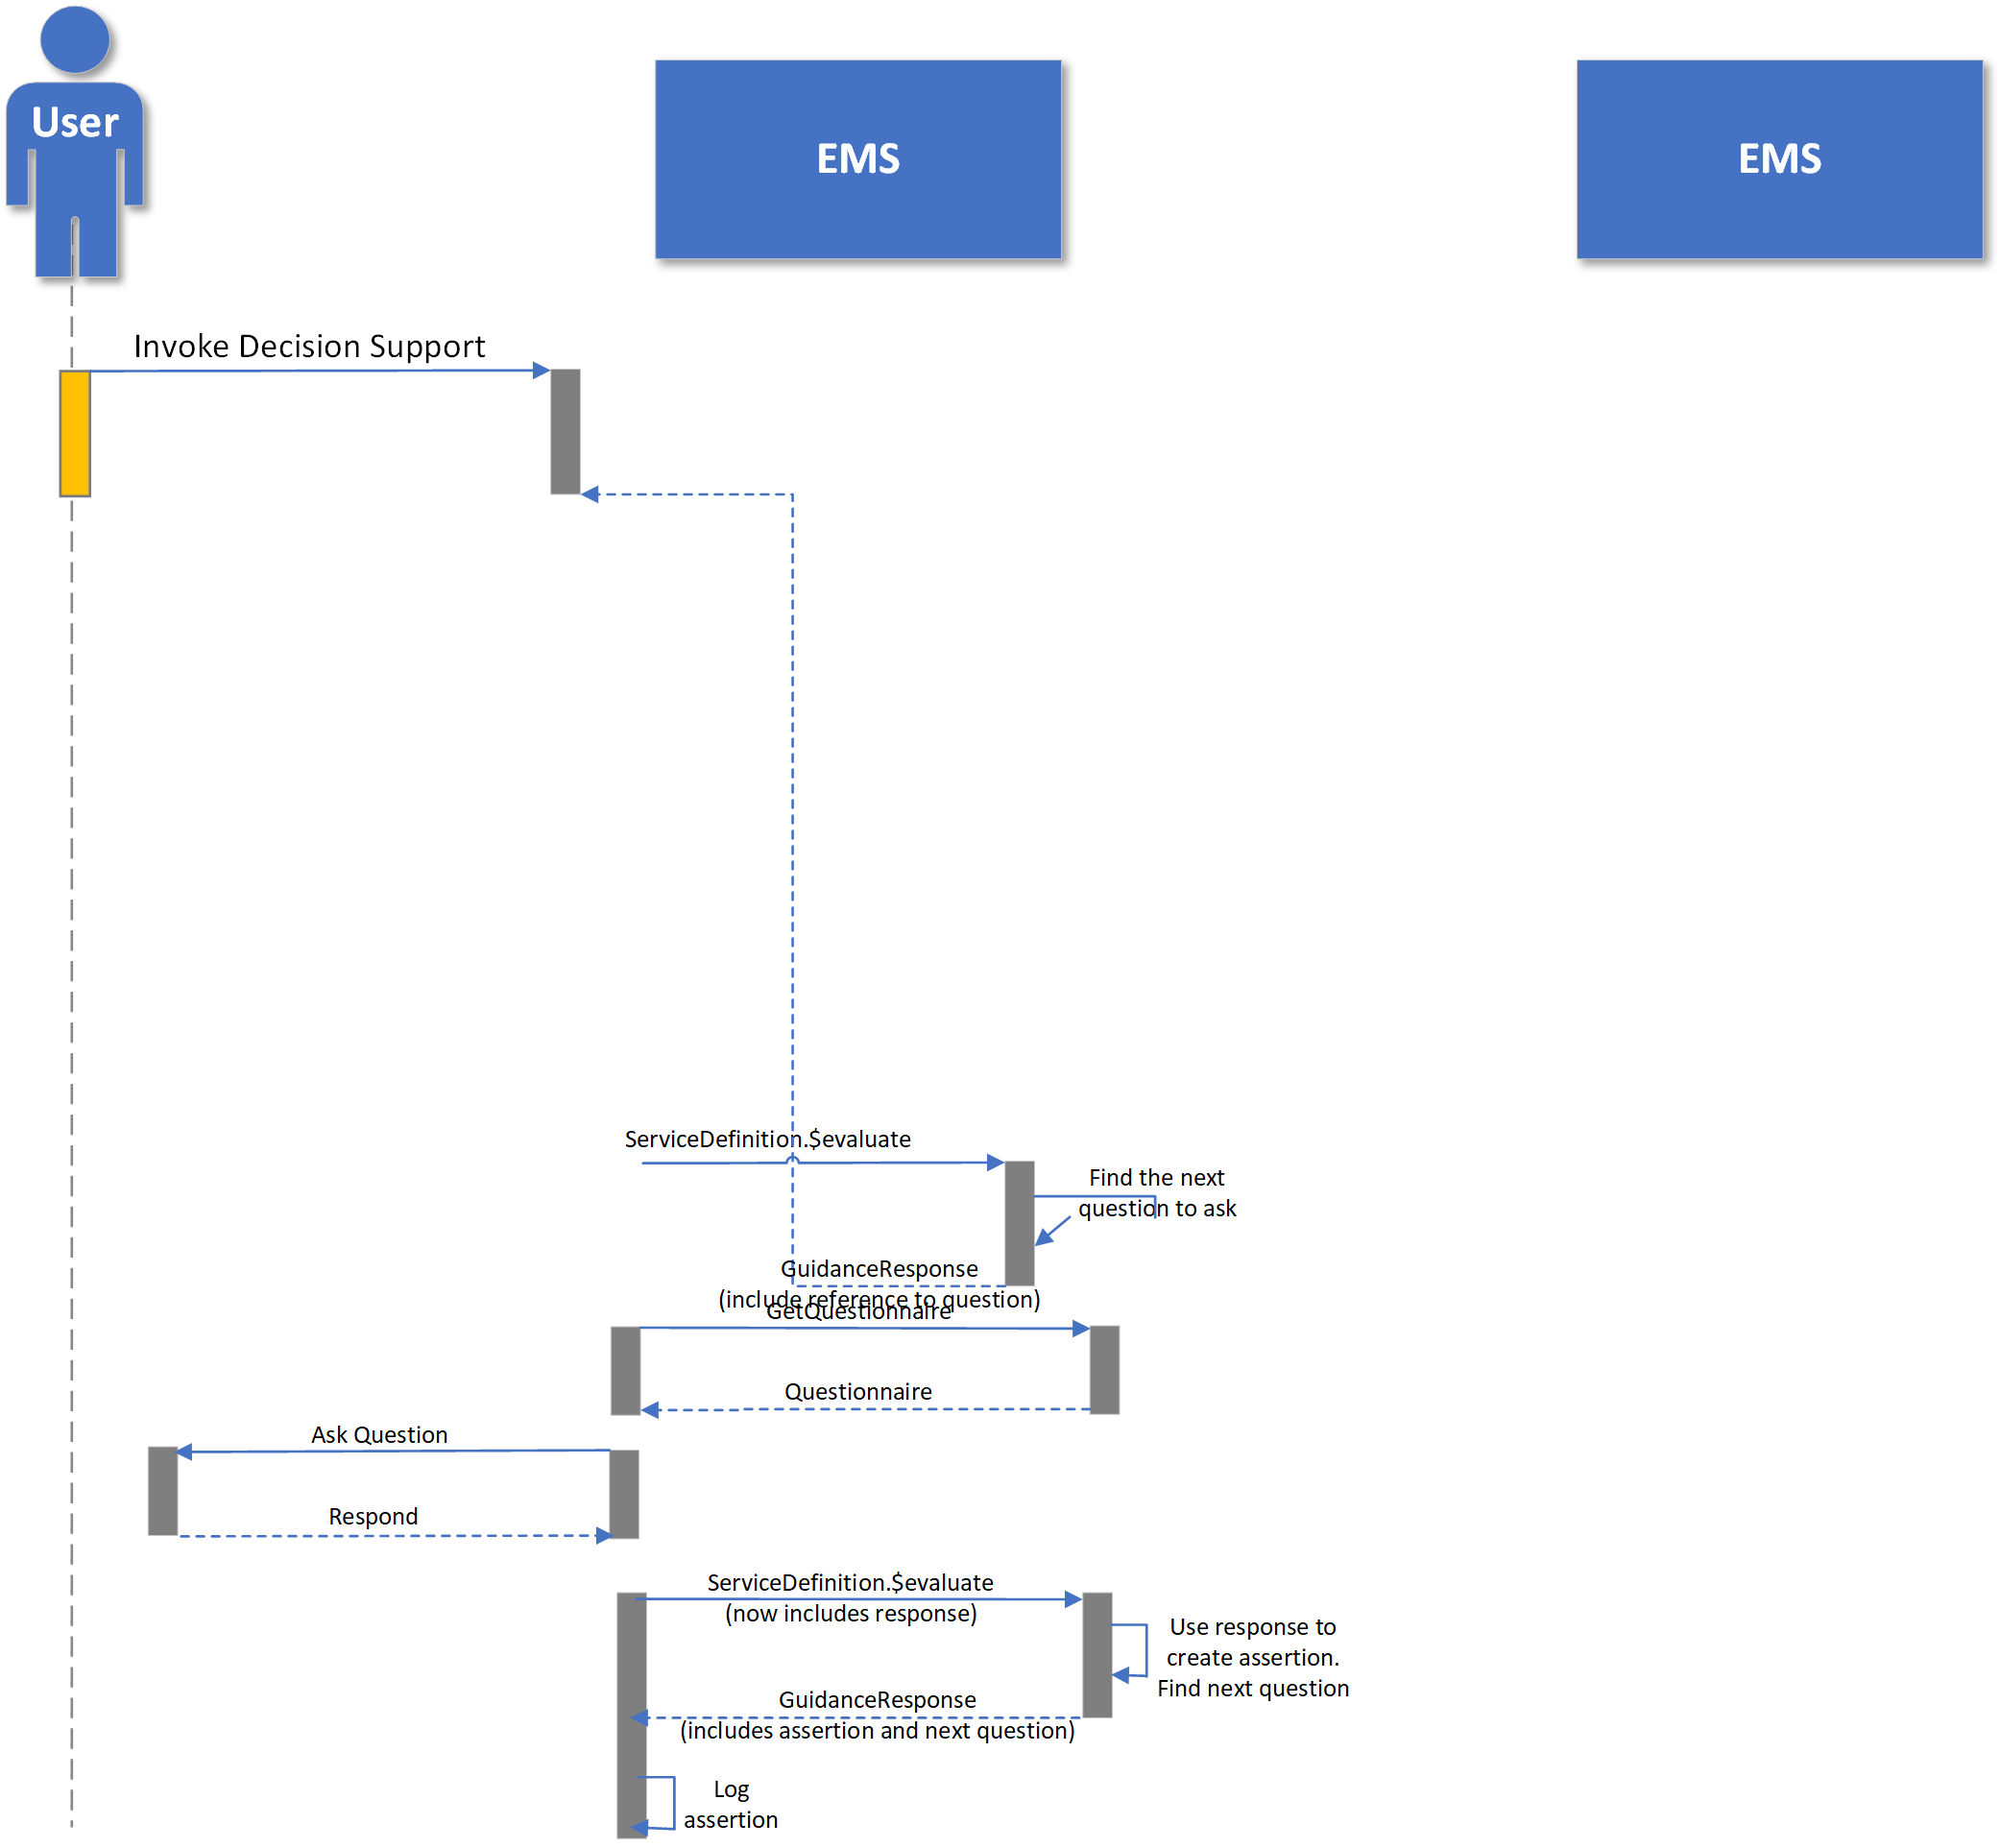 User
EMS
EMS
Invoke Decision Support
ServiceDefinition.$evaluate
Find the next
question to ask
GuidanceResponse
(include reference to question)
GetQuestionnaire
Questionnaire
Ask Question
Respond
ServiceDefinition.$evaluate
(now includes response)
Use response to
create assertion.
Find next question
GuidanceResponse
(includes assertion and next question)
Log
assertion